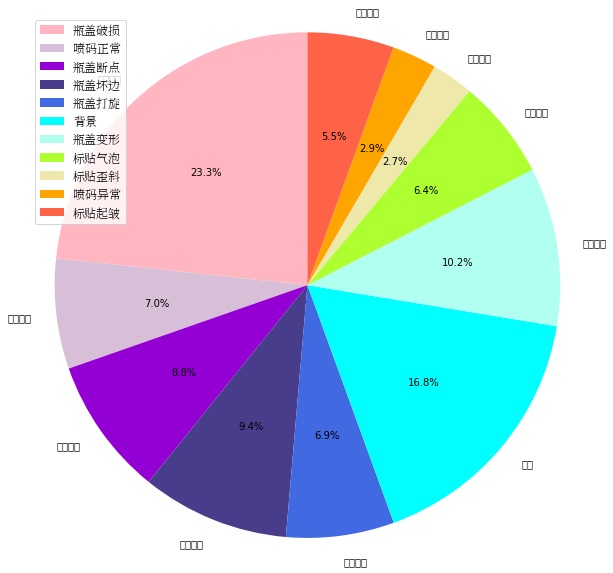 瓶盖破损
喷码正常
瓶盖断点
瓶盖坏边
瓶盖打旋
背景
瓶盖变形
标贴气泡
标贴歪斜
喷码异常
标贴起皱
5.5%
2.9%
2.7%
6.4%
23.3%
10.2%
7.0%
8.8%
16.8%
9.4%
6.9%